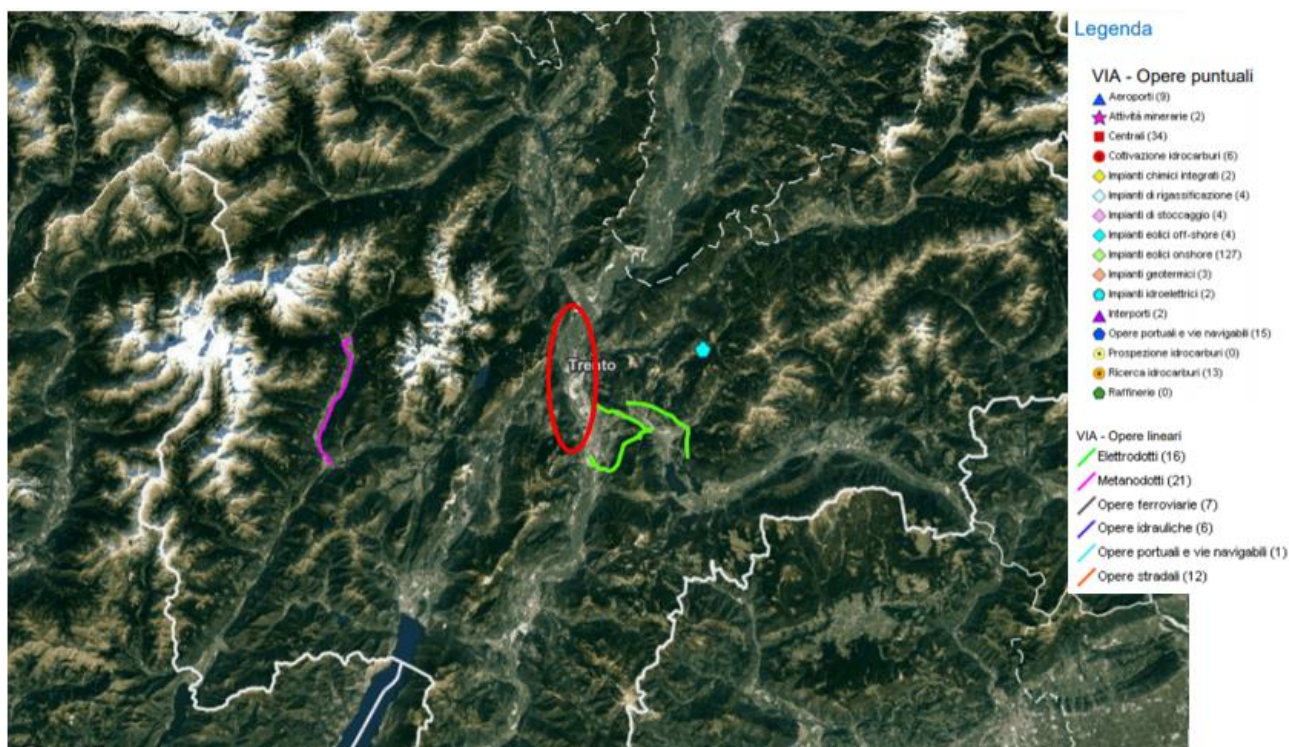 Legenda
VIA - Opere puntuali
Aeroporti (9)
Attivitá minerarie (2)
Centrali (34)
Coltivazione idrocarburi (6)
Impianti chimici integrati (2)
Impianti di rigassificazione (4)
Impianti di stoccaggio (4)
Impianti eolici off-shore (4)
Impianti eolici onshore (127)
Impianti geotermici (3)
Impianti idroelettrici (2)
Interporti (2)
Opere portuali e vie navigabili (15)
Prospezione idrocarburi (0)
Ricerca idrocarburi (13)
Raffinerie (0)
Trento
VIA - Opere lineari
Elettrodotti (16)
Metanodotti (21)
Opere ferroviarie (7)
Opere idrauliche (6)
Opere portuali e vie navigabili (1)
Opere stradali (12)